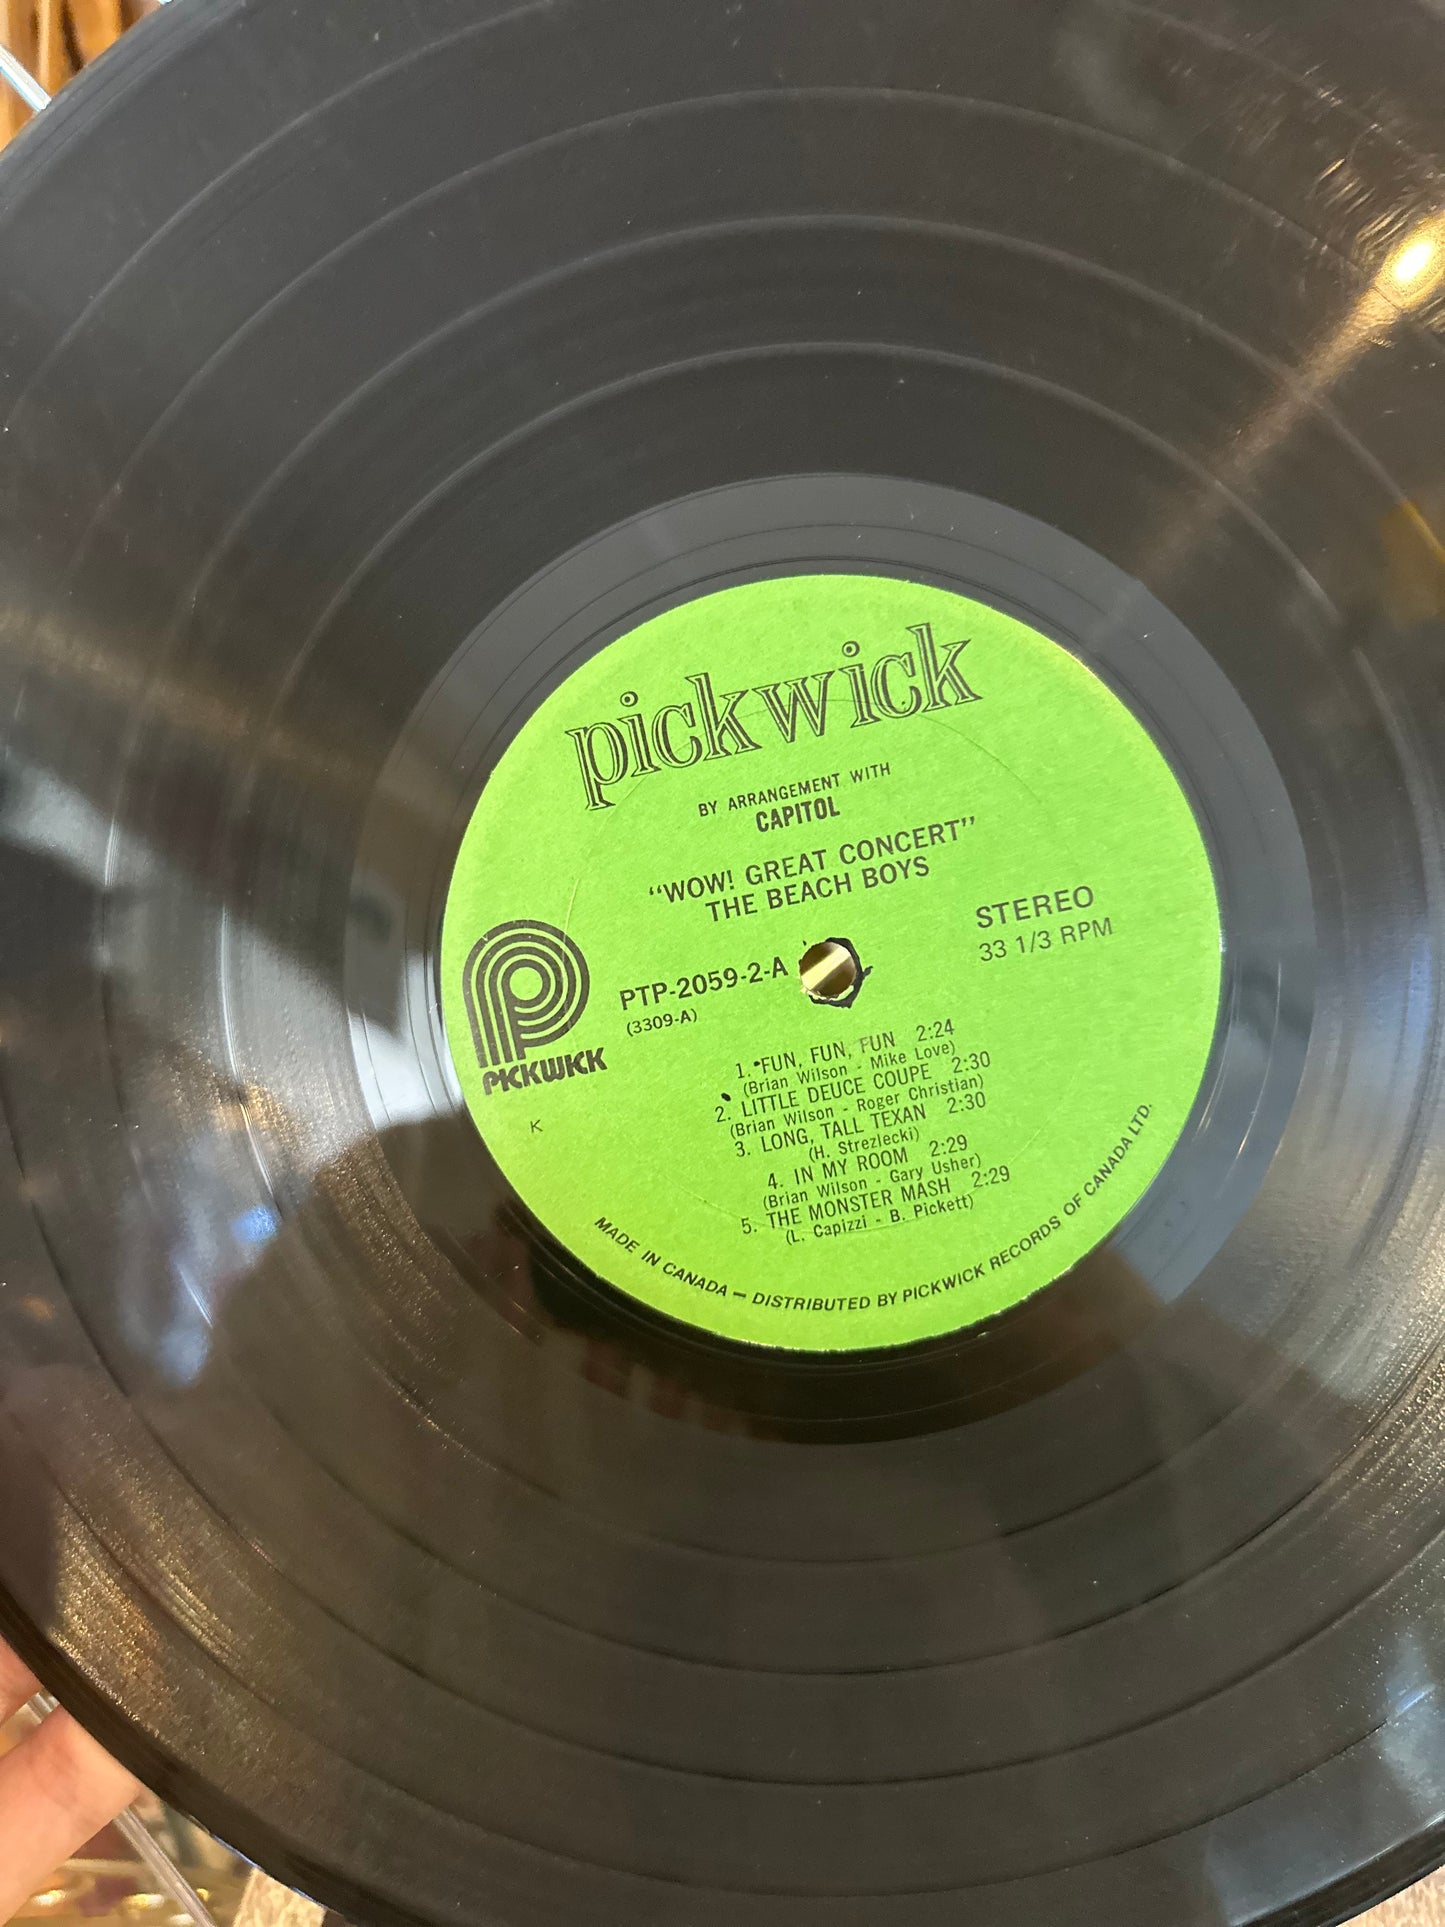 pickwick
BY ARRANGEMENT WITH
CAPITOL
"WOW! GREAT CONCERT"
THE BEACH BOYS
STEREO
33 1/3 RPM
PTP-2059-2-A
(3309-A)
PICKWICK
K
1. FUN, FUN, FUN 2:24
(Brian Wilson - Mike Love)
2. LITTLE DEUCE COUPE 2:30
(Brian Wilson - Roger Christian)
3. LONG, TALL TEXAN 2:30
(H. Strezlecki)
4. IN MY ROOM 2:29
(Brian Wilson - Gary Usher)
5. THE MONSTER MASH 2:29
(L. Capizzi - B. Pickett)
MADE IN CANADA — DISTRIBUTED BY PICKWICK RECORDS OF CANADA LTD.